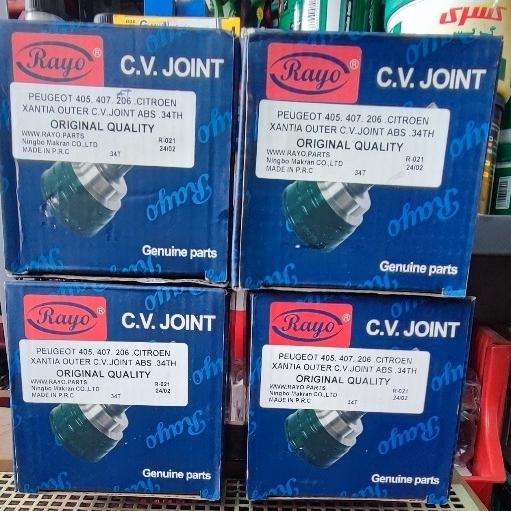 Rayo®
C.V. JOINT
PEUGEOT 405. 407. 206 .CITROEN
XANTIA OUTER C.V.JOINT ABS .34TH
ORIGINAL QUALITY
WWW.RAYO.PARTS R-021
Ningbo Makran CO.,LTD 24/02
MADE IN P.R.C 34T
Rayo
Genuine parts
Rayo®
C.V. JOINT
PEUGEOT 405. 407. 206 .CITROEN
XANTIA OUTER C.V.JOINT ABS .34TH
ORIGINAL QUALITY
WWW.RAYO.PARTS R-021
Ningbo Makran CO.,LTD 24/02
MADE IN P.R.C 34T
Rayo
Genuine parts
Rayo®
C.V. JOINT
PEUGEOT 405. 407. 206 .CITROEN
XANTIA OUTER C.V.JOINT ABS .34TH
ORIGINAL QUALITY
WWW.RAYO.PARTS R-021
Ningbo Makran CO.,LTD 24/02
MADE IN P.R.C 34T
Rayo
Genuine parts
Rayo®
C.V. JOINT
PEUGEOT 405. 407. 206 .CITROEN
XANTIA OUTER C.V.JOINT ABS .34TH
ORIGINAL QUALITY
WWW.RAYO.PARTS R-021
Ningbo Makran CO.,LTD 24/02
MADE IN P.R.C 34T
Rayo
Genuine parts